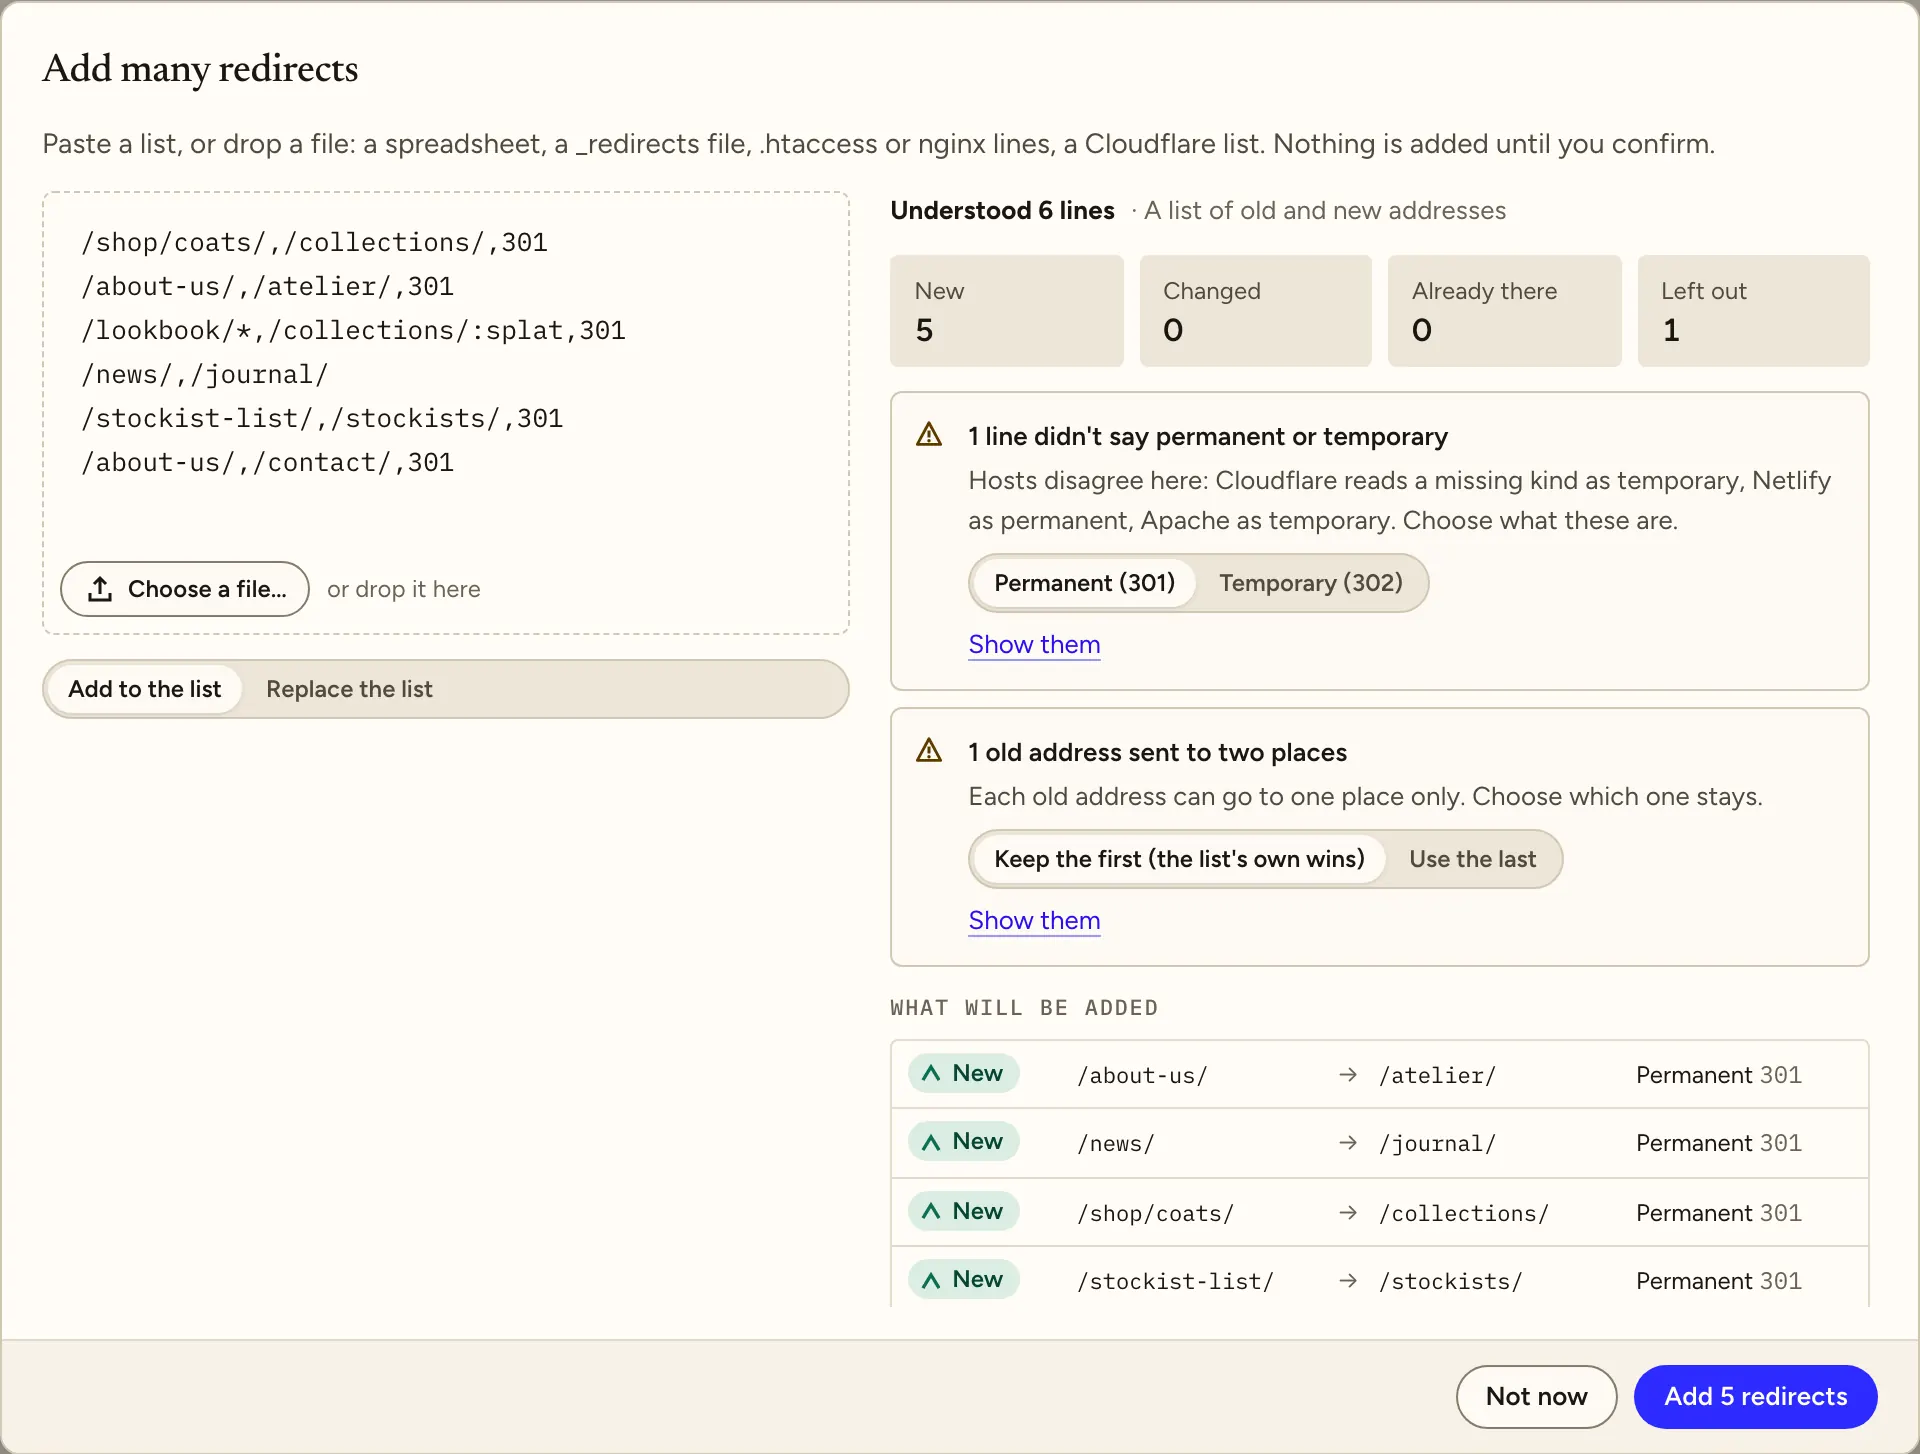 Add many redirects
Paste a list, or drop a file: a spreadsheet, a _redirects file, .htaccess or nginx lines, a Cloudflare list. Nothing is added until you confirm.
/shop/coats/,/collections/,301
/about-us/,/atelier/,301
/lookbook/*,/collections/:splat,301
/news/,/journal/
/stockist-list/,/stockists/,301
/about-us/,/contact/,301
Choose a file... or drop it here
Add to the list Replace the list
Understood 6 lines · A list of old and new addresses
New Changed Already there Left out
5 0 0 1
1 line didn't say permanent or temporary
Hosts disagree here: Cloudflare reads a missing kind as temporary, Netlify
as permanent, Apache as temporary. Choose what these are.
Permanent (301) Temporary (302)
Show them
1 old address sent to two places
Each old address can go to one place only. Choose which one stays.
Keep the first (the list's own wins) Use the last
Show them
WHAT WILL BE ADDED
New /about-us/ → /atelier/ Permanent 301
New /news/ → /journal/ Permanent 301
New /shop/coats/ → /collections/ Permanent 301
New /stockist-list/ → /stockists/ Permanent 301
Not now Add 5 redirects